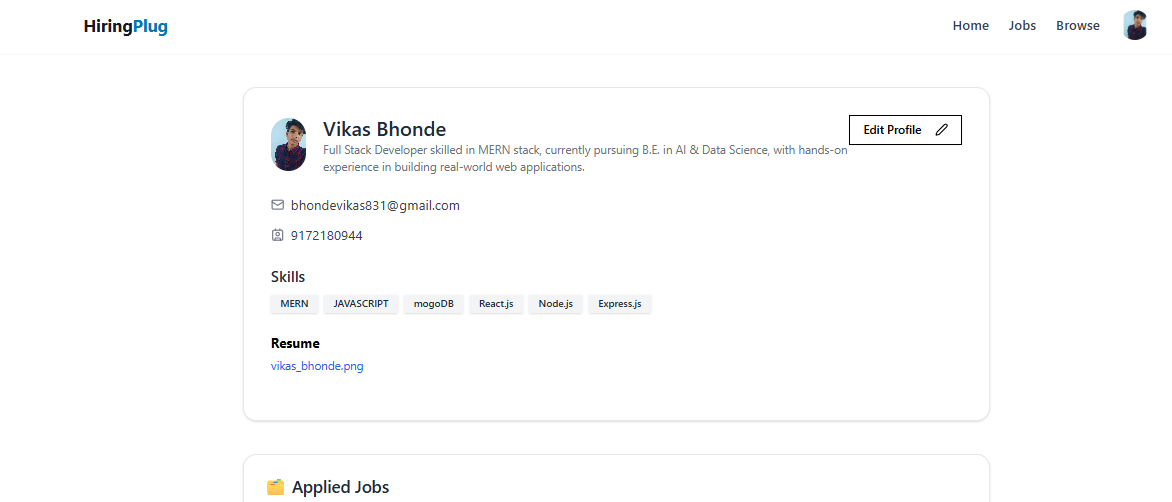 HiringPlug
Home Jobs Browse
Vikas Bhonde
Edit Profile
Full Stack Developer skilled in MERN stack, currently pursuing B.E. in AI & Data Science, with hands-on
experience in building real-world web applications.
bhondevikas831@gmail.com
9172180944
Skills
MERN JAVASCRIPT mogoDB React.js Node.js Express.js
Resume
vikas_bhonde.png
Applied Jobs